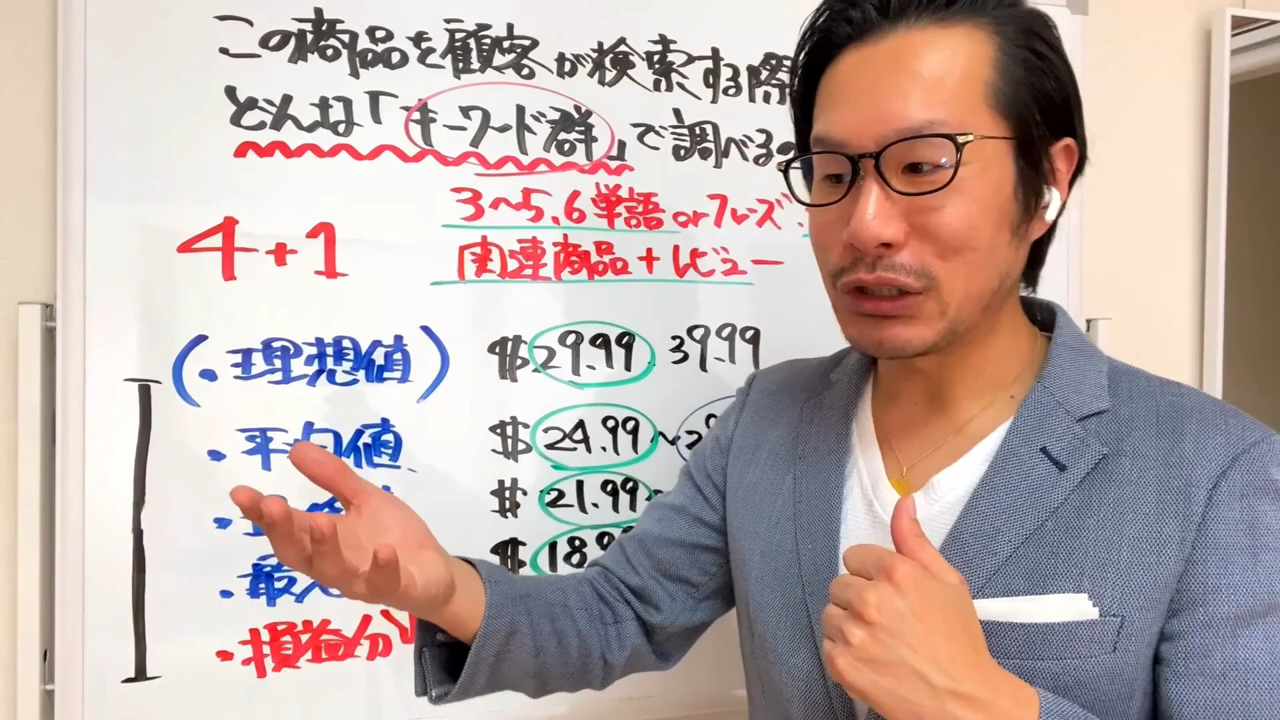 この商品を顧客が検索する際
どんな「キーワード群」で調べるの
3〜5,6単語orフレーズ.
4+1
関連商品+レビュー
(・理想値) $29.99 39.99
・平均値 $24.99〜
・ $21.99
・最 $18.9
・損益分